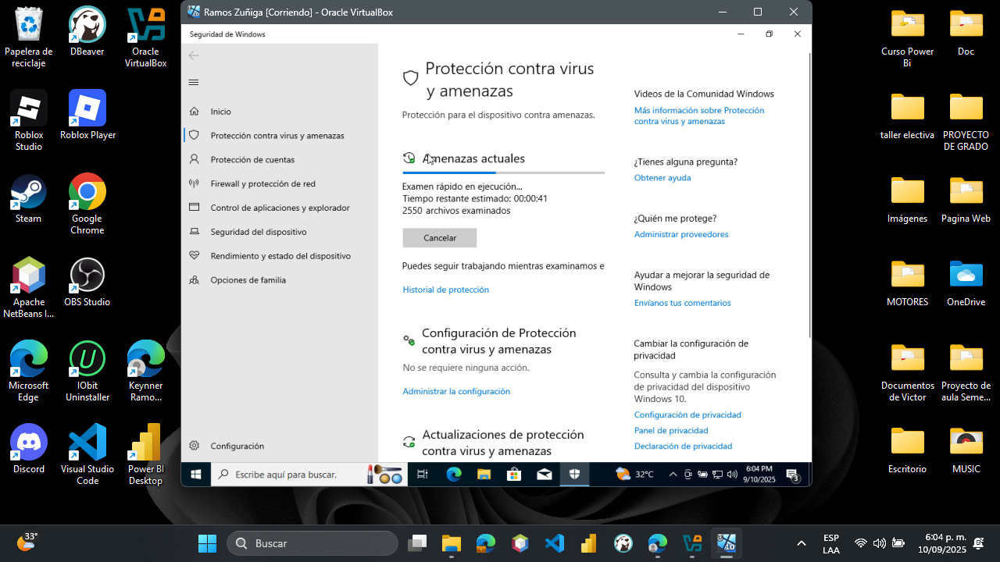 Papelera de
reciclaje
DBeaver
Oracle
VirtualBox
Roblox
Studio
Roblox Player
Steam
Google
Chrome
Apache
NetBeans I...
OBS Studio
Microsoft
Edge
IObit
Uninstaller
Keynner
Ramo...
Discord
Visual Studio
Code
Power BI
Desktop
Ramos Zuñiga [Corriendo] - Oracle VirtualBox
Seguridad de Windows
Inicio
Protección contra virus y amenazas
Protección de cuentas
Firewall y protección de red
Control de aplicaciones y explorador
Seguridad del dispositivo
Rendimiento y estado del dispositivo
Opciones de familia
Configuración
Protección contra virus
y amenazas
Protección para el dispositivo contra amenazas.
Amenazas actuales
Examen rápido en ejecución...
Tiempo restante estimado: 00:00:41
2550 archivos examinados
Cancelar
Puedes seguir trabajando mientras examinamos e
Historial de protección
Configuración de Protección
contra virus y amenazas
No se requiere ninguna acción.
Administrar la configuración
Actualizaciones de protección
contra virus y amenazas
Videos de la Comunidad Windows
Más información sobre Protección
contra virus y amenazas
¿Tienes alguna pregunta?
Obtener ayuda
¿Quién me protege?
Administrar proveedores
Ayudar a mejorar la seguridad de
Windows
Envíanos tus comentarios
Cambiar la configuración de
privacidad
Consulta y cambia la configuración
de privacidad del dispositivo
Windows 10.
Configuración de privacidad
Panel de privacidad
Declaración de privacidad
Escribe aquí para buscar.
32°C
6:04 PM
9/10/2025
3
Curso Power
Bi
Doc
taller electiva
PROYECTO
DE GRADO
Imágenes
Pagina Web
MOTORES
OneDrive
Documentos
de Victor
Proyecto de
aula Seme...
Escritorio
MUSIC
33°
Buscar
10
ESP
LAA
6:04 p. m.
10/09/2025